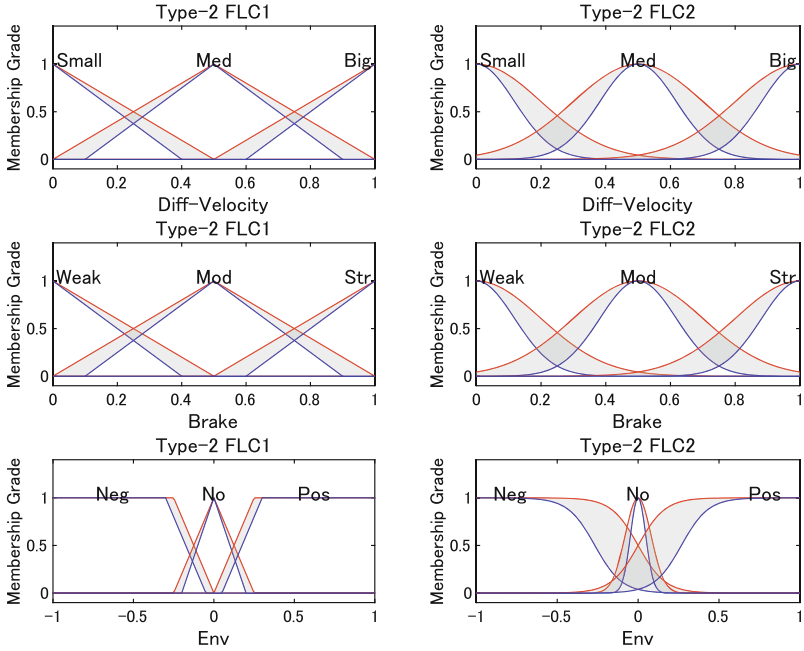 Type-2 FLC1
Type-2 FLC2
Membership Grade
1
0.5
0
Small
Med
Big
0
0.2
0.4
0.6
0.8
1
Diff-Velocity
Membership Grade
1
0.5
0
Small
Med
Big
0
0.2
0.4
0.6
0.8
1
Diff-Velocity
Type-2 FLC1
Type-2 FLC2
Membership Grade
1
0.5
0
Weak
Mod
Str
0
0.2
0.4
0.6
0.8
1
Brake
Membership Grade
1
0.5
0
Weak
Mod
Str
0
0.2
0.4
0.6
0.8
1
Brake
Type-2 FLC1
Type-2 FLC2
Membership Grade
1
0.5
0
Neg
No
Pos
−1
−0.5
0
0.5
1
Env
Membership Grade
1
0.5
0
Neg
No
Pos
−1
−0.5
0
0.5
1
Env